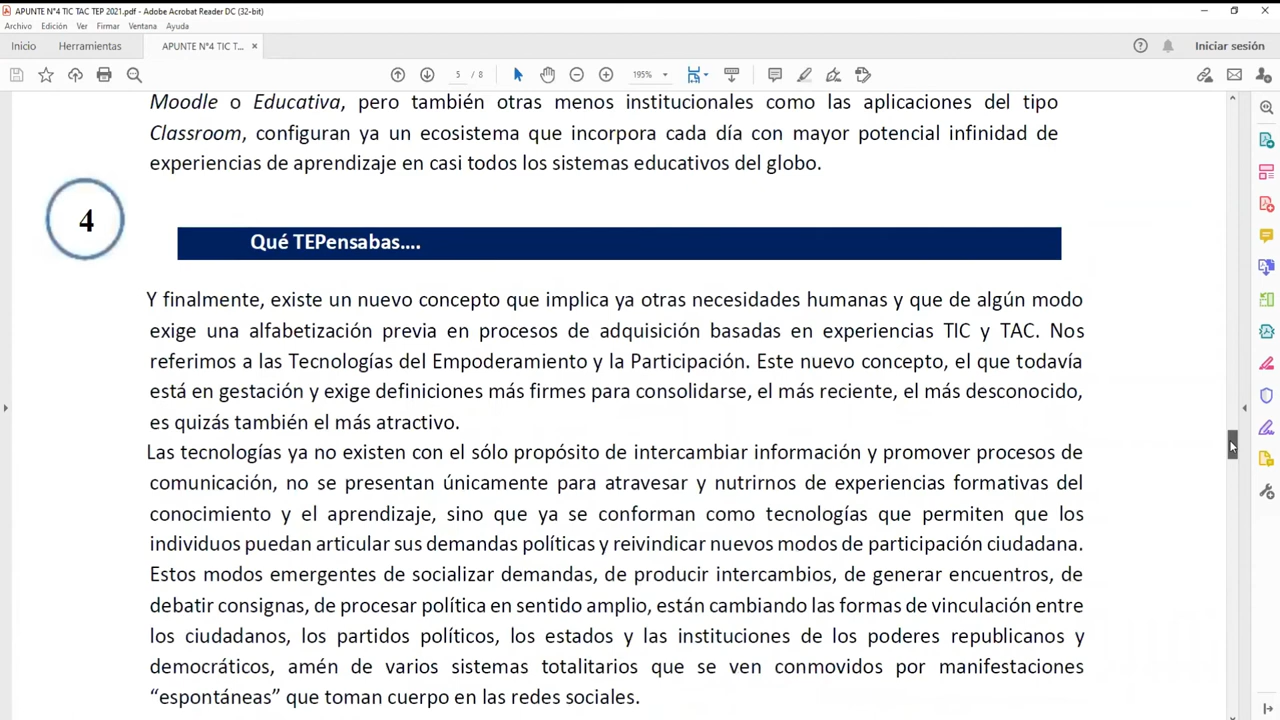 APUNTE N°4 TIC TAC TEP 2021.pdf - Adobe Acrobat Reader DC (32-bit)
Archivo Edición Ver Firmar Ventana Ayuda
Inicio Herramientas APUNTE N°4 TIC T... × Iniciar sesión
5 / 8 195%
Moodle o Educativa, pero también otras menos institucionales como las aplicaciones del tipo
Classroom, configuran ya un ecosistema que incorpora cada día con mayor potencial infinidad de
experiencias de aprendizaje en casi todos los sistemas educativos del globo.
4
Qué TEPensabas....
Y finalmente, existe un nuevo concepto que implica ya otras necesidades humanas y que de algún modo
exige una alfabetización previa en procesos de adquisición basadas en experiencias TIC y TAC. Nos
referimos a las Tecnologías del Empoderamiento y la Participación. Este nuevo concepto, el que todavía
está en gestación y exige definiciones más firmes para consolidarse, el más reciente, el más desconocido,
es quizás también el más atractivo.
Las tecnologías ya no existen con el sólo propósito de intercambiar información y promover procesos de
comunicación, no se presentan únicamente para atravesar y nutrirnos de experiencias formativas del
conocimiento y el aprendizaje, sino que ya se conforman como tecnologías que permiten que los
individuos puedan articular sus demandas políticas y reivindicar nuevos modos de participación ciudadana.
Estos modos emergentes de socializar demandas, de producir intercambios, de generar encuentros, de
debatir consignas, de procesar política en sentido amplio, están cambiando las formas de vinculación entre
los ciudadanos, los partidos políticos, los estados y las instituciones de los poderes republicanos y
democráticos, amén de varios sistemas totalitarios que se ven conmovidos por manifestaciones
“espontáneas” que toman cuerpo en las redes sociales.